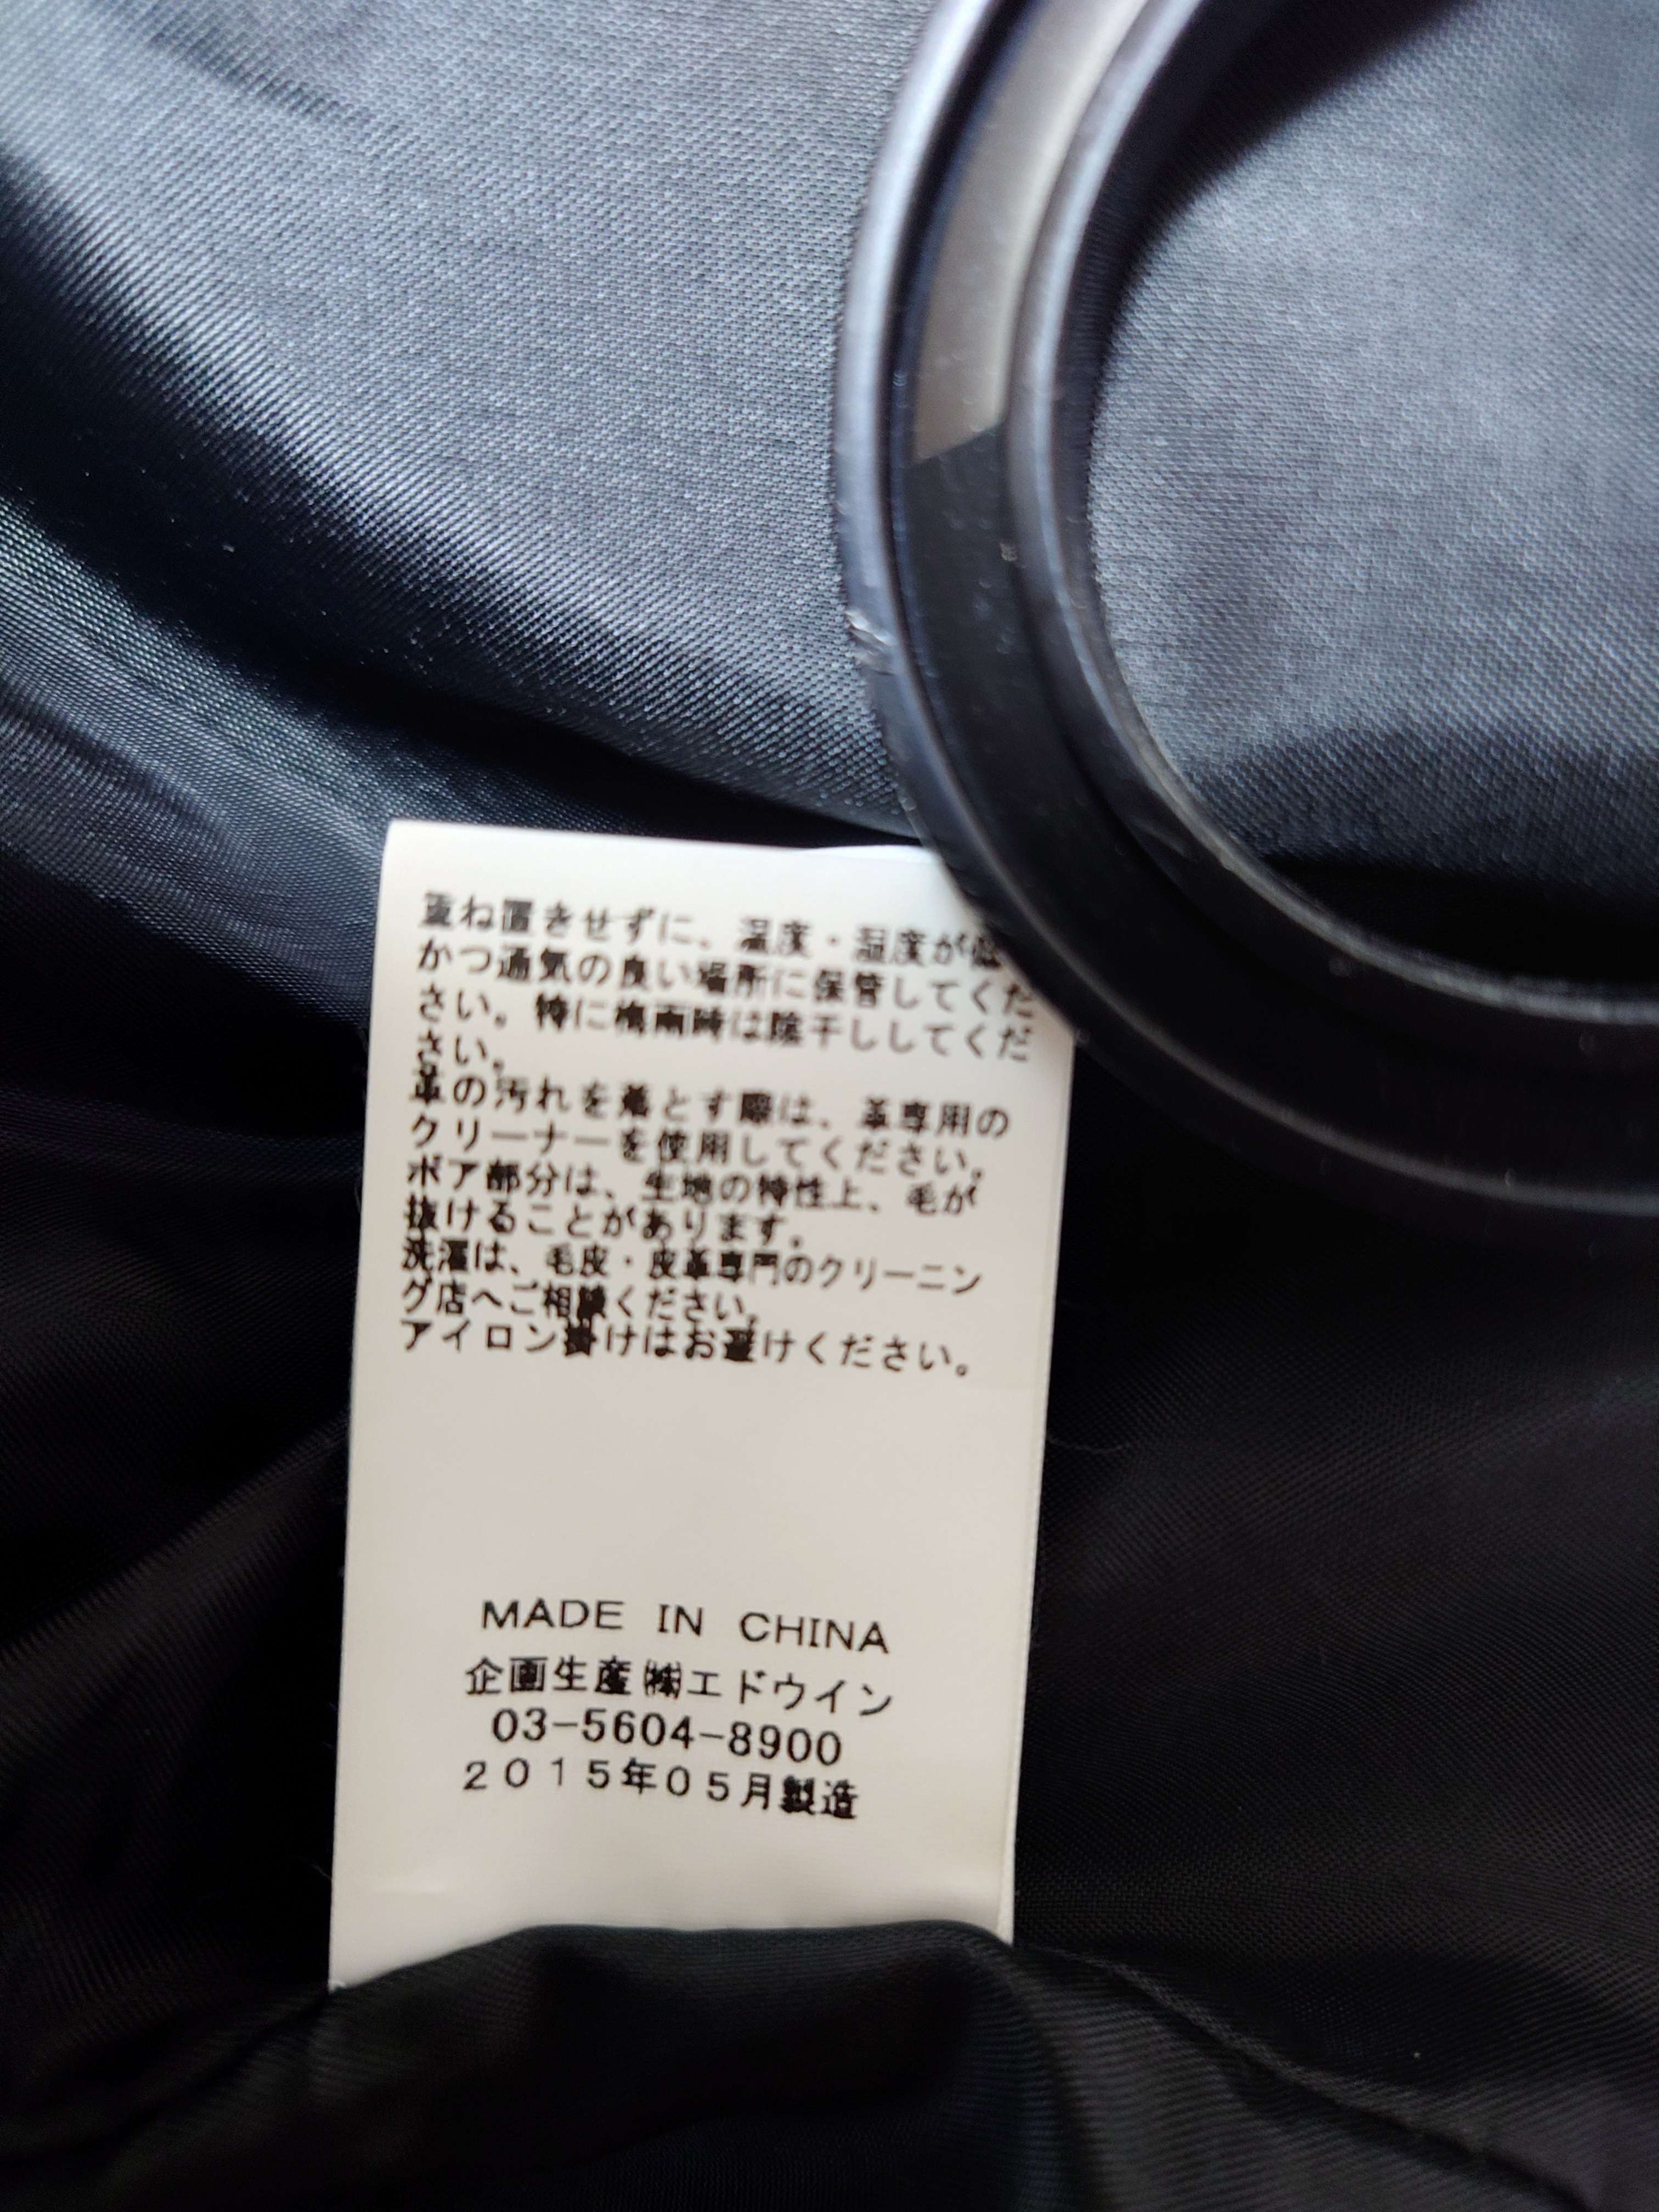 重ね置きせずに、温度・湿度が低
かつ通気の良い場所に保管してくだ
さい。特に梅雨時は陰干ししてくだ
さい。
革の汚れを落とす際は、革専用の
クリーナーを使用してください。
ボア部分は、生地の特性上、毛が
抜けることがあります。
洗濯は、毛皮・皮革専門のクリーニン
グ店へご相談ください。
アイロン掛けはお避けください。
MADE IN CHINA
企画生産㈱エドウイン
03-5604-8900
2015年05月製造